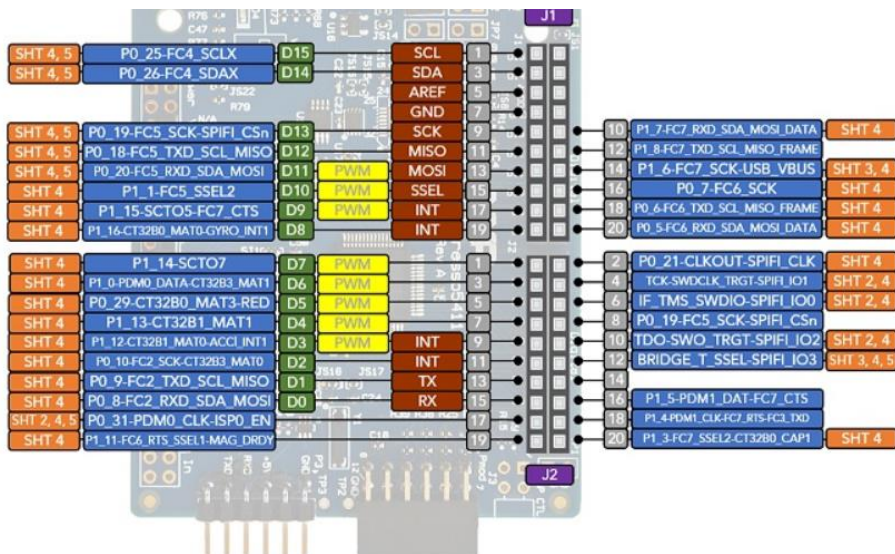 J1
SHT 4, 5 P0_25-FC4_SCLX D15 SCL 1
SHT 4, 5 P0_26-FC4_SDAX D14 SDA 3
AREF 5
GND 7
SHT 4, 5 P0_19-FC5_SCK-SPIFI_CSn D13 SCK 9 10 P1_7-FC7_RXD_SDA_MOSI_DATA SHT 4
SHT 4, 5 P0_18-FC5_TXD_SCL_MISO D12 MISO 11 12 P1_8-FC7_TXD_SCL_MISO_FRAME
SHT 4, 5 P0_20-FC5_RXD_SDA_MOSI D11 PWM MOSI 13 14 P1_6-FC7_SCK-USB_VBUS SHT 3, 4
SHT 4 P1_1-FC5_SSEL2 D10 PWM SSEL 15 16 P0_7-FC6_SCK SHT 4
SHT 4 P1_15-SCTO5-FC7_CTS D9 PWM INT 17 18 P0_6-FC6_TXD_SCL_MISO_FRAME SHT 4
SHT 4 P1_16-CT32B0_MAT0-GYRO_INT1 D8 INT 19 20 P0_5-FC6_RXD_SDA_MOSI_DATA SHT 4
SHT 4 P1_14-SCTO7 D7 PWM 1 2 P0_21-CLKOUT-SPIFI_CLK SHT 4
SHT 4 P1_0-PDM0_DATA-CT32B3_MAT1 D6 PWM 3 4 TCK-SWDCLK_TRGT-SPIFI_IO1 SHT 2, 4
SHT 4 P0_29-CT32B0_MAT3-RED D5 PWM 5 6 IF_TMS_SWDIO-SPIFI_IO0 SHT 2, 4
SHT 4 P1_13-CT32B1_MAT1 D4 PWM 7 8 P0_19-FC5_SCK-SPIFI_CSn
SHT 4 P1_12-CT32B1_MAT0-ACCl_INT1 D3 PWM INT 9 10 TDO-SWO_TRGT-SPIFI_IO2 SHT 2, 4
SHT 4 P0_10-FC2_SCK-CT32B3_MAT0 D2 INT 11 12 BRIDGE_T_SSEL-SPIFI_IO3 SHT 3, 4,
SHT 4 P0_9-FC2_TXD_SCL_MISO D1 TX 13 14
SHT 4 P0_8-FC2_RXD_SDA_MOSI D0 RX 15 16 P1_5-PDM1_DAT-FC7_CTS
SHT 2, 4, 5 P0_31-PDM0_CLK-ISP0_EN 17 18 P1_4-PDM1_CLK-FC7_RTS-FC3_TXD
SHT 4 P1_11-FC6_RTS_SSEL1-MAG_DRDY 19 20 P1_3-FC7_SSEL2-CT32B0_CAP1 SHT 4
J2